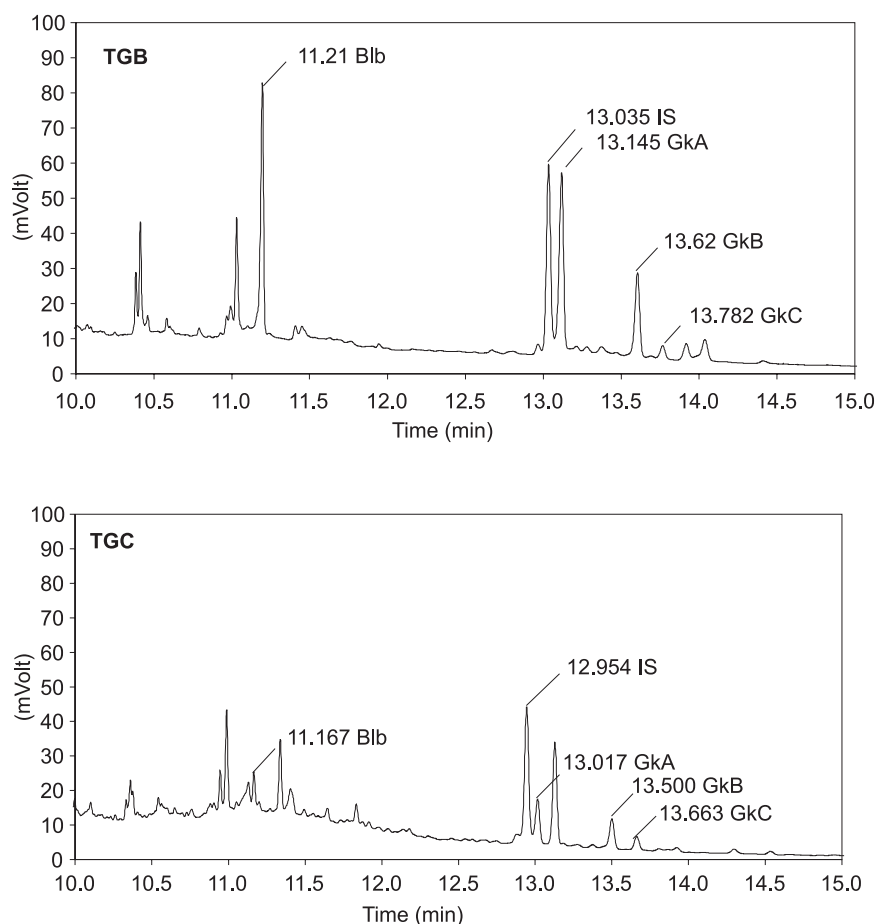 TGB
100
90
80
70
60
50
40
30
20
10
0
(mVolt)
11.21 Blb
13.035 IS
13.145 GkA
13.62 GkB
13.782 GkC
10.0 10.5 11.0 11.5 12.0 12.5 13.0 13.5 14.0 14.5 15.0
Time (min)
TGC
100
90
80
70
60
50
40
30
20
10
0
(mVolt)
12.954 IS
11.167 Blb
13.017 GkA
13.500 GkB
13.663 GkC
10.0 10.5 11.0 11.5 12.0 12.5 13.0 13.5 14.0 14.5 15.0
Time (min)